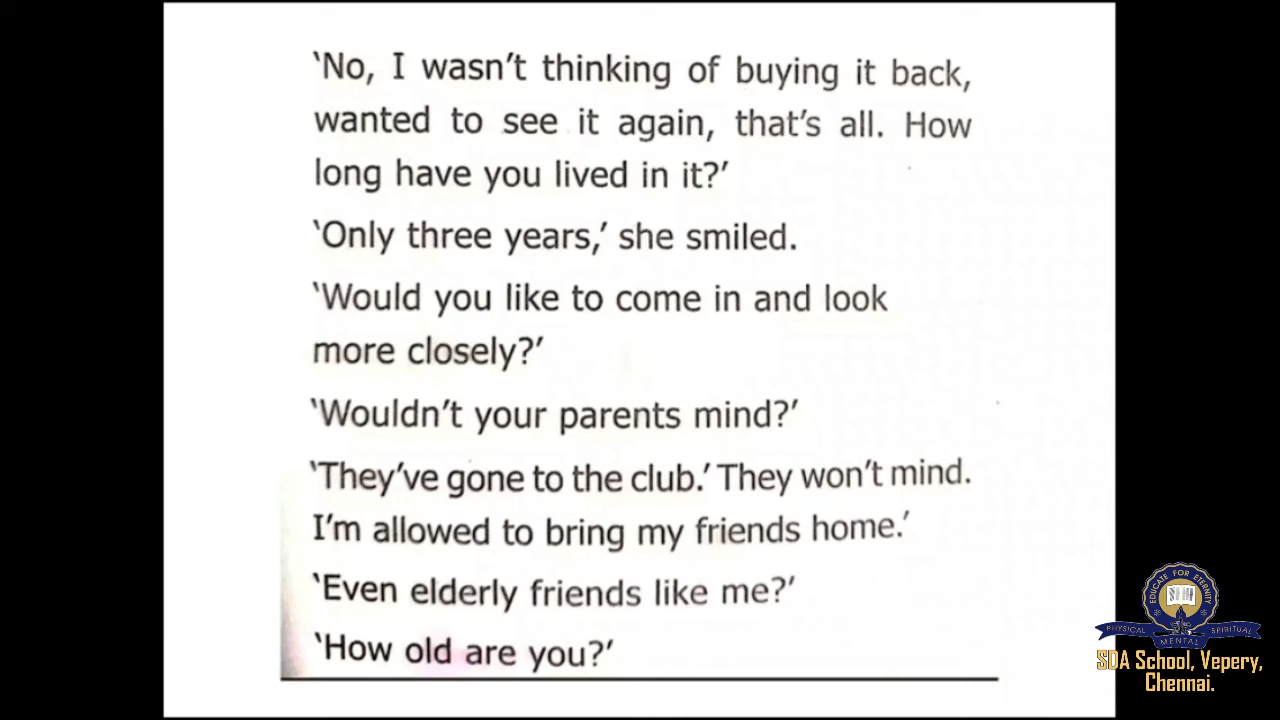 ‘No, I wasn’t thinking of buying it back,
wanted to see it again, that’s all. How
long have you lived in it?’
‘Only three years,’ she smiled.
‘Would you like to come in and look
more closely?’
‘Wouldn’t your parents mind?’
‘They’ve gone to the club.’ They won’t mind.
I’m allowed to bring my friends home.’
‘Even elderly friends like me?’
‘How old are you?’
EDUCATE FOR ETERNITY
SDA
PHYSICAL
MENTAL
SPIRITUAL
SDA School, Vepery,
Chennai.